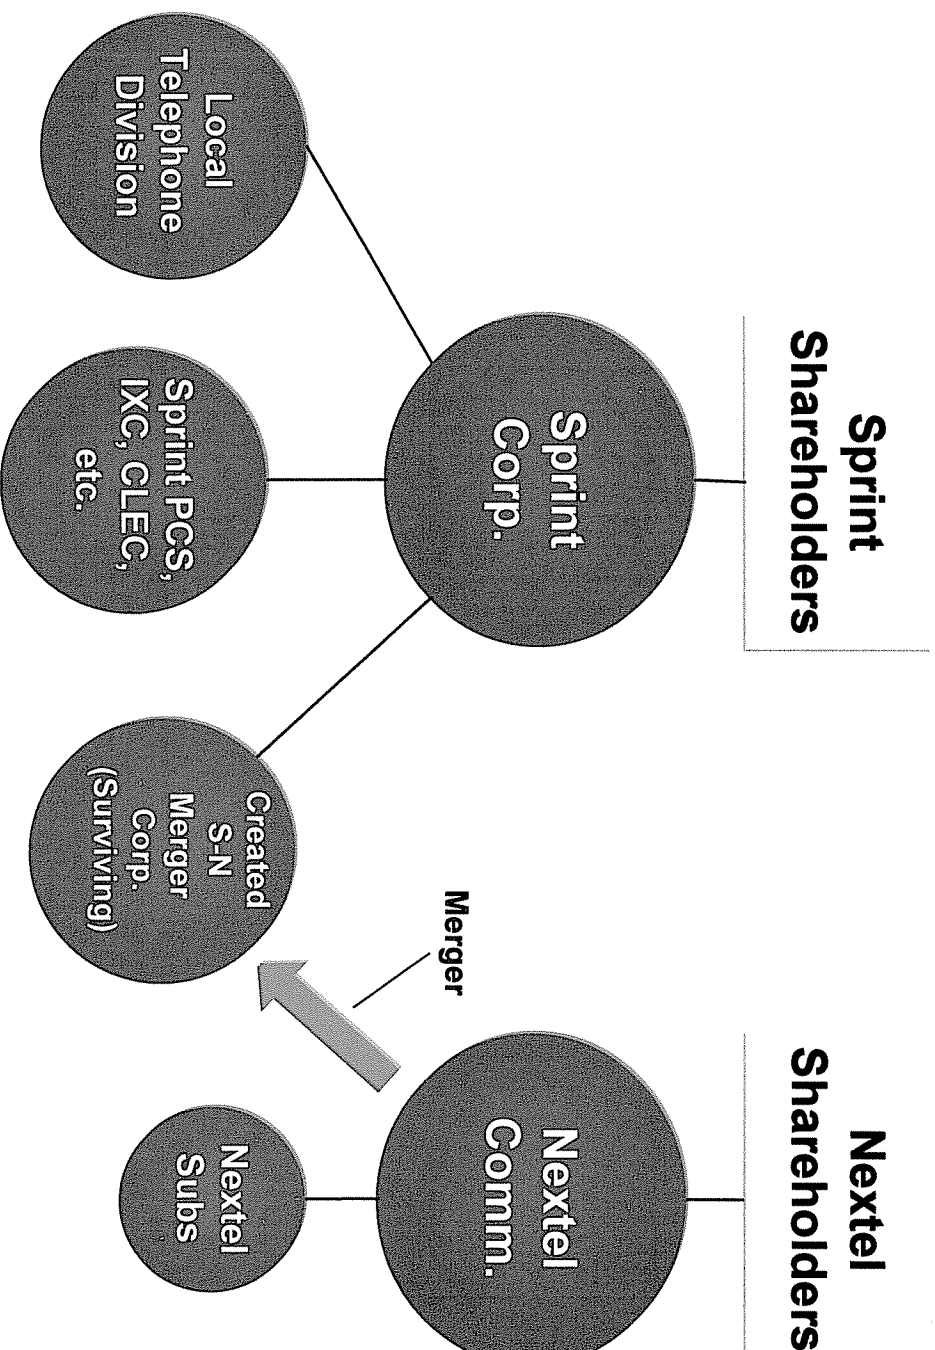 Sprint
Shareholders
Nextel
Shareholders
Sprint
Corp.
Nextel
Comm.
Merger
Local
Telephone
Division
Sprint PCS,
IXC, CLEC,
etc.
Created
S-N
Merger
Corp.
(Surviving)
Nextel
Subs